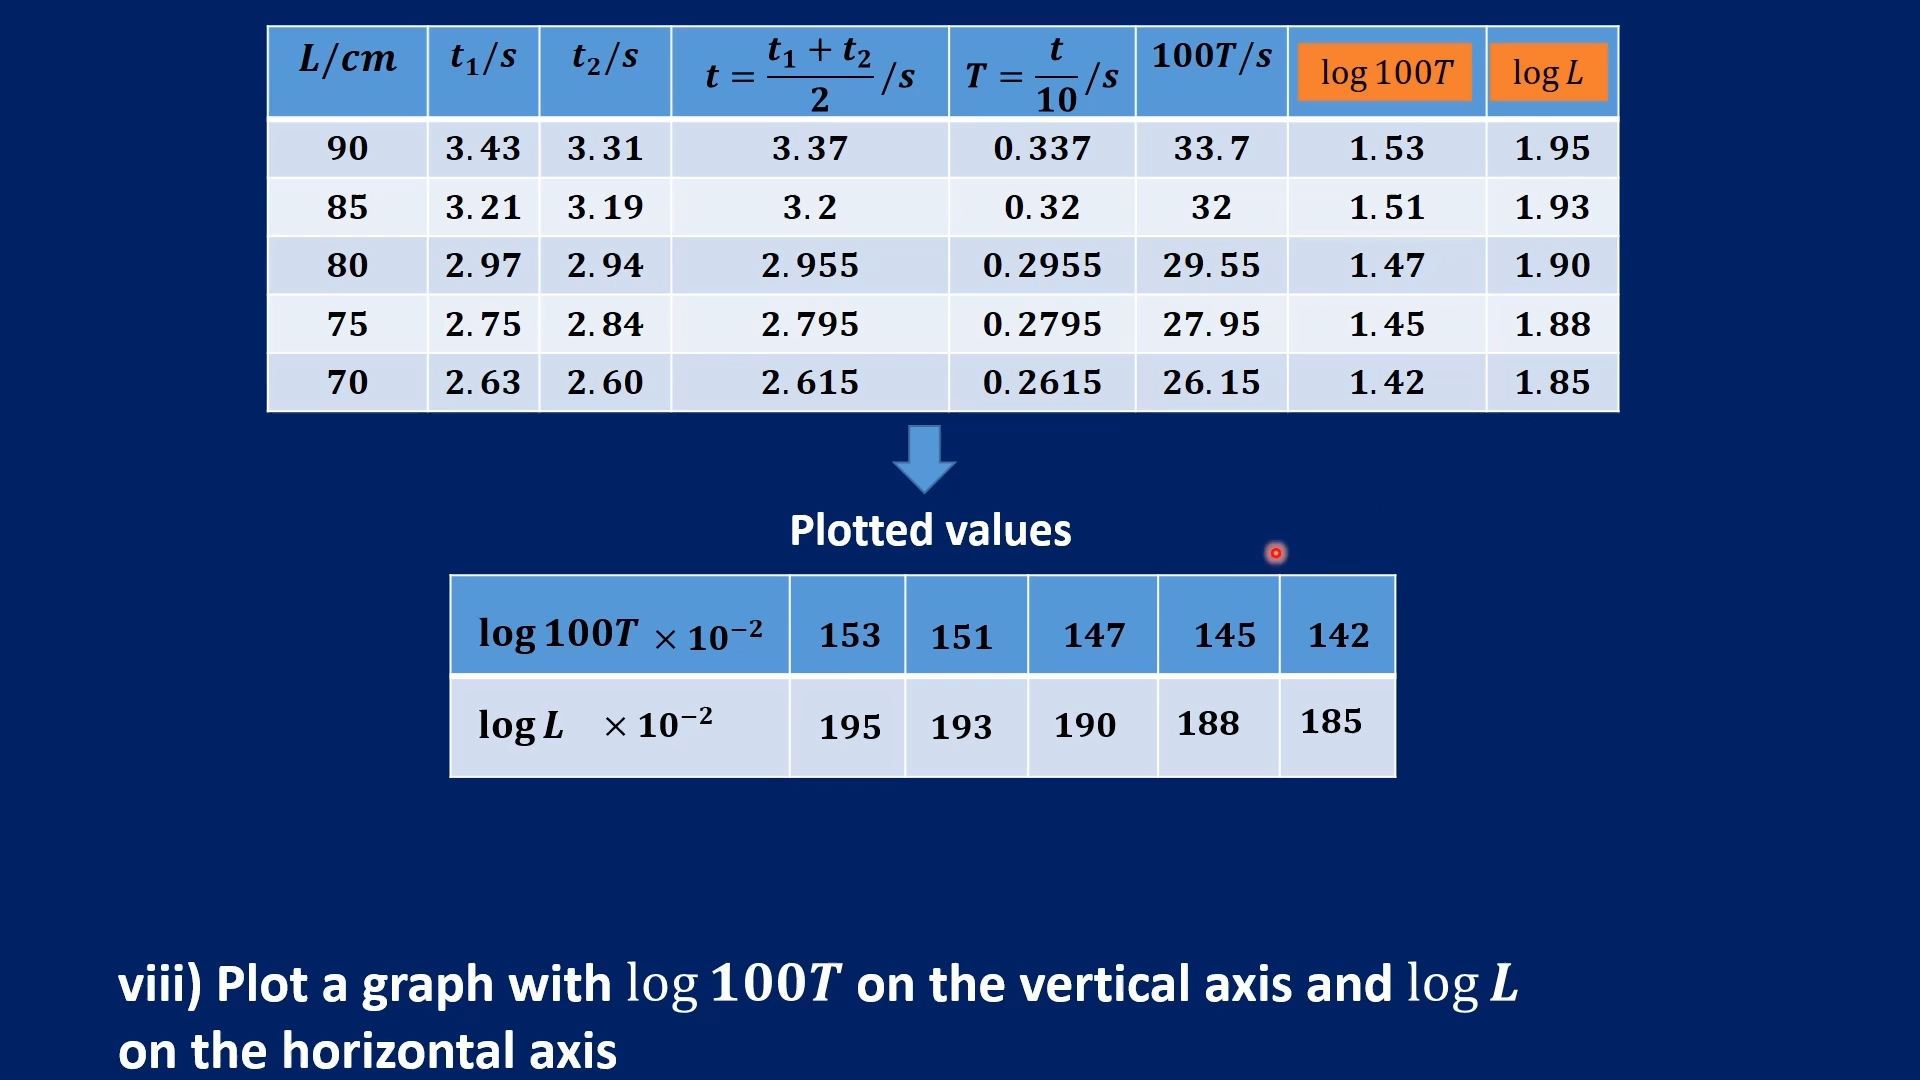 L/cm t₁/s t₂/s t = (t₁ + t₂)/2 /s T = t/10 /s 100T/s log 100T log L
90 3.43 3.31 3.37 0.337 33.7 1.53 1.95
85 3.21 3.19 3.2 0.32 32 1.51 1.93
80 2.97 2.94 2.955 0.2955 29.55 1.47 1.90
75 2.75 2.84 2.795 0.2795 27.95 1.45 1.88
70 2.63 2.60 2.615 0.2615 26.15 1.42 1.85
Plotted values
log 100T × 10⁻² 153 151 147 145 142
log L × 10⁻² 195 193 190 188 185
viii) Plot a graph with log 100T on the vertical axis and log L
on the horizontal axis